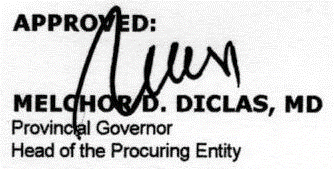 APPROVED:
MELCHOR D. DICLAS, MD
Provincial Governor
Head of the Procuring Entity